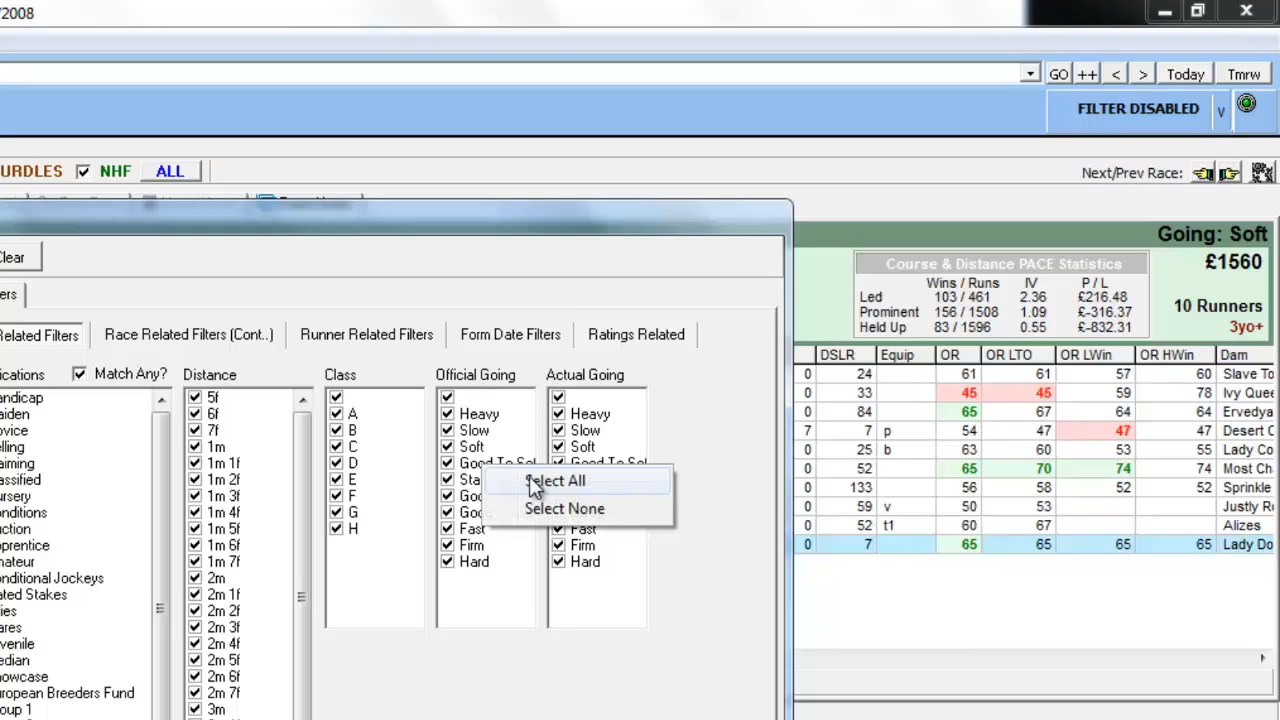 /2008
GO ++ < > Today Tmrw
FILTER DISABLED v
URDLES NHF ALL
Next/Prev Race:
Going: Soft
Clear
£1560
Course & Distance PACE Statistics
Wins / Runs IV P / L
Led 103 / 461 2.36 £216.48
Prominent 156 / 1508 1.09 £-316.37
Held Up 83 / 1596 0.55 £-832.31
10 Runners
3yo+
ers
Related Filters Race Related Filters (Cont..) Runner Related Filters Form Date Filters Ratings Related
DSLR Equip OR OR LTO OR LWin OR HWin Dam
0 24 61 61 57 60 Slave To
0 33 45 45 59 78 Ivy Que
0 84 65 67 64 64 Ervedya
7 7 p 54 47 47 47 Desert C
0 25 b 63 60 53 55 Lady Co
0 52 65 70 74 74 Most Ch
0 133 56 58 52 52 Sprinkle
0 59 v 50 53 Justly R
0 52 t1 60 67 Alizes
0 7 65 65 65 65 Lady Do
ications Match Any?
andicap
aiden
ovice
elling
aiming
assified
ursery
onditions
uction
pprentice
mateur
onditional Jockeys
ated Stakes
ies
ares
uvenile
edian
howcase
uropean Breeders Fund
roup 1
Distance
5f
6f
7f
1m
1m 1f
1m 2f
1m 3f
1m 4f
1m 5f
1m 6f
1m 7f
2m
2m 1f
2m 2f
2m 3f
2m 4f
2m 5f
2m 6f
2m 7f
3m
Class
A
B
C
D
E
F
G
H
Official Going
Heavy
Slow
Soft
Good To Sof
Sta
Goo
Goo
Fast
Firm
Hard
Actual Going
Heavy
Slow
Soft
Good To Sof
Fast
Firm
Hard
Select All
Select None